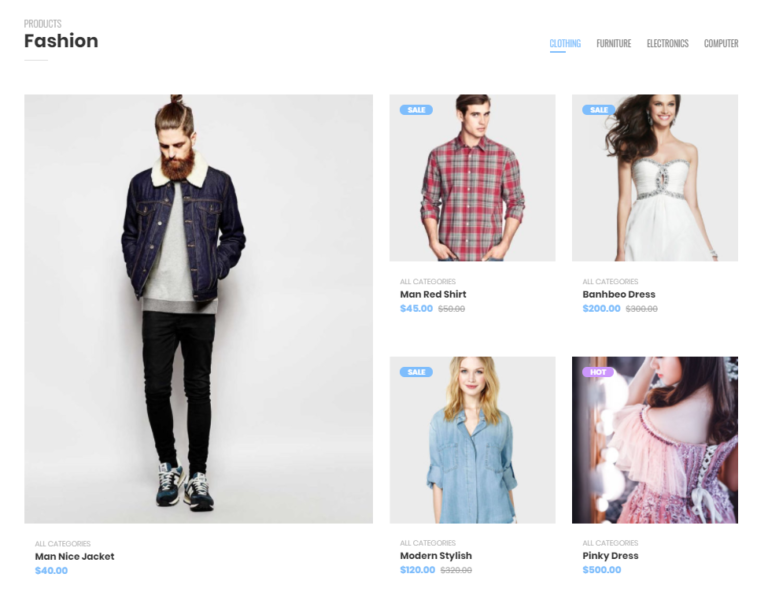 PRODUCTS
Fashion
CLOTHING FURNITURE ELECTRONICS COMPUTER
SALE
SALE
ALL CATEGORIES
Man Red Shirt
$45.00 $50.00
ALL CATEGORIES
Banhbeo Dress
$200.00 $300.00
SALE
HOT
ALL CATEGORIES
Man Nice Jacket
$40.00
ALL CATEGORIES
Modern Stylish
$120.00 $320.00
ALL CATEGORIES
Pinky Dress
$500.00